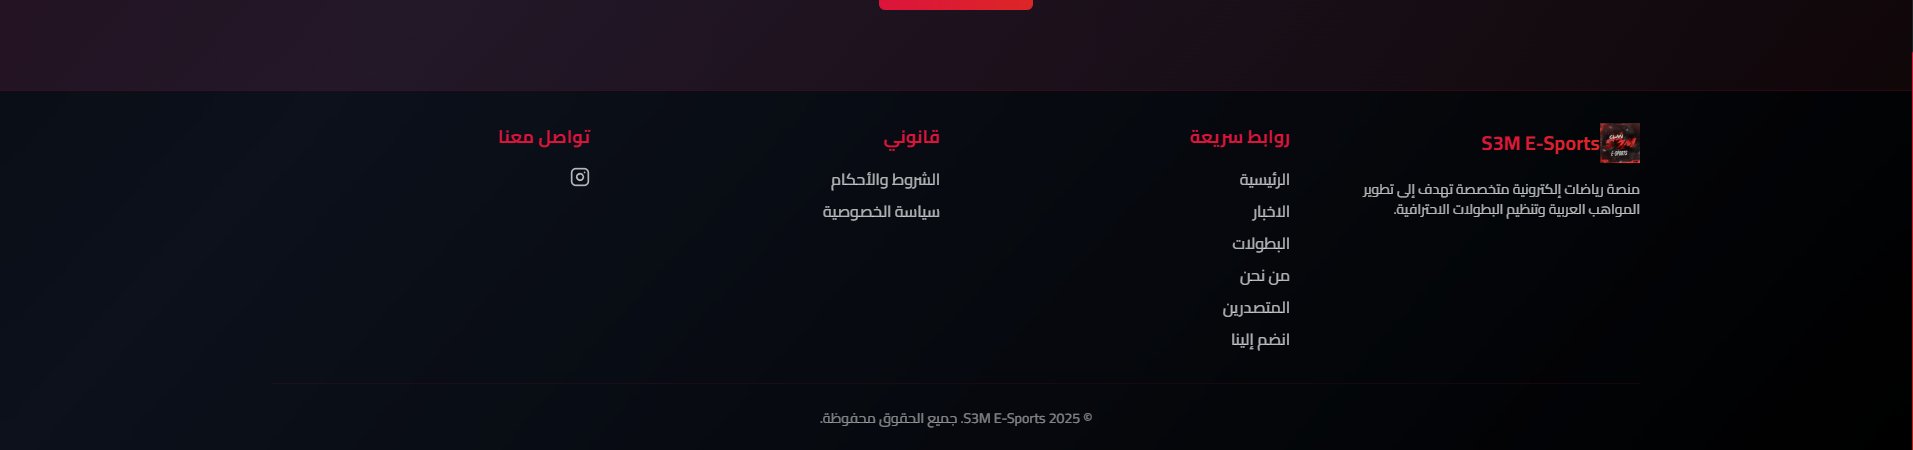 S3M E-Sports
منصة رياضات إلكترونية متخصصة تهدف إلى تطوير
المواهب العربية وتنظيم البطولات الاحترافية.
روابط سريعة
الرئيسية
الاخبار
البطولات
من نحن
المتصدرين
انضم إلينا
قانوني
الشروط والأحكام
سياسة الخصوصية
تواصل معنا
© 2025 S3M E-Sports. جميع الحقوق محفوظة.